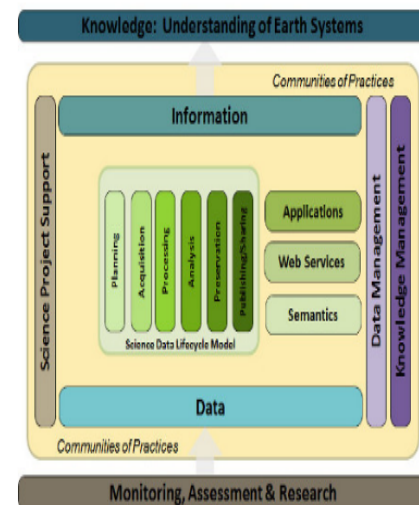 Knowledge: Understanding of Earth Systems
Communities of Practices
Information
Science Project Support
Planning
Acquisition
Processing
Analysis
Preservation
Publishing/Sharing
Science Data Lifecycle Model
Applications
Web Services
Semantics
Data Management
Knowledge Management
Data
Communities of Practices
Monitoring, Assessment & Research